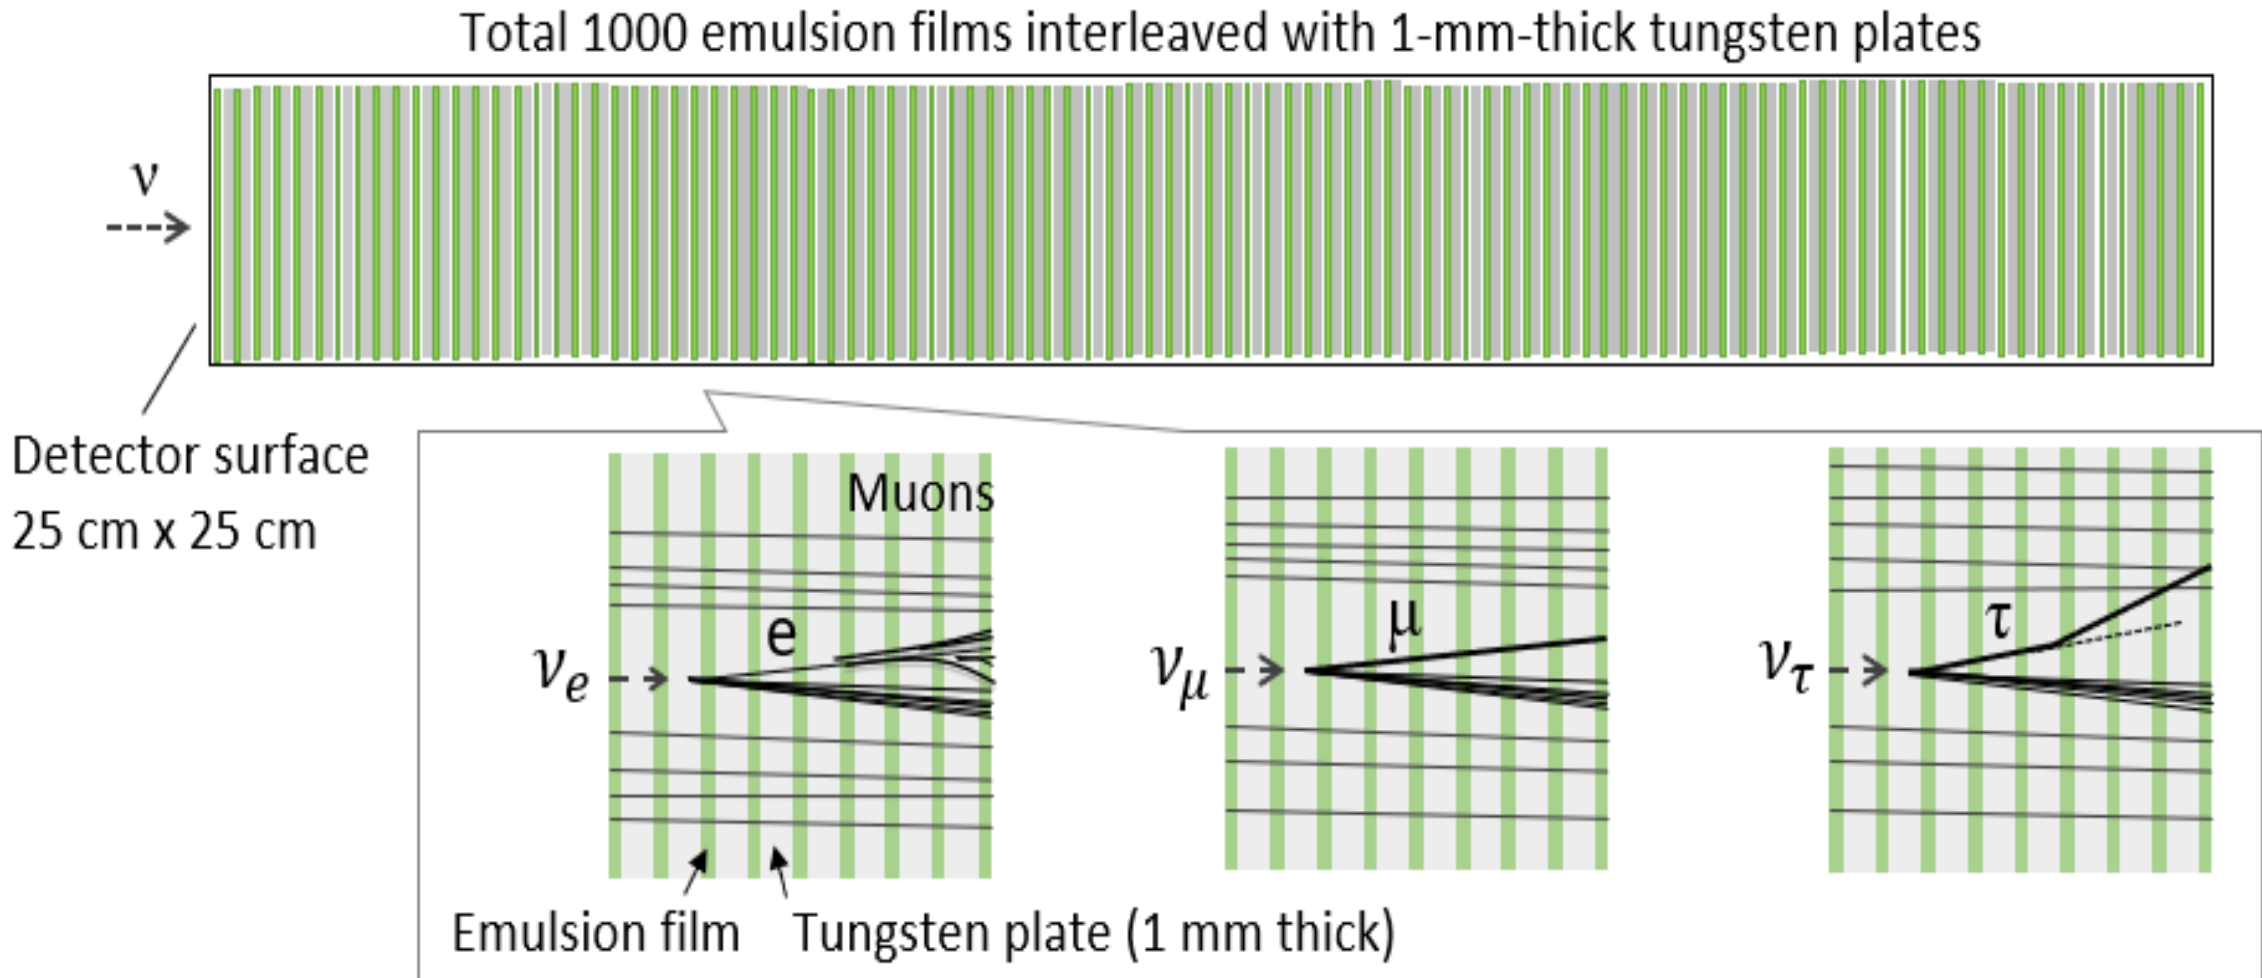 Total 1000 emulsion films interleaved with 1-mm-thick tungsten plates
ν
Detector surface
25 cm x 25 cm
Muons
e
μ
τ
νe
νμ
ντ
Emulsion film
Tungsten plate (1 mm thick)